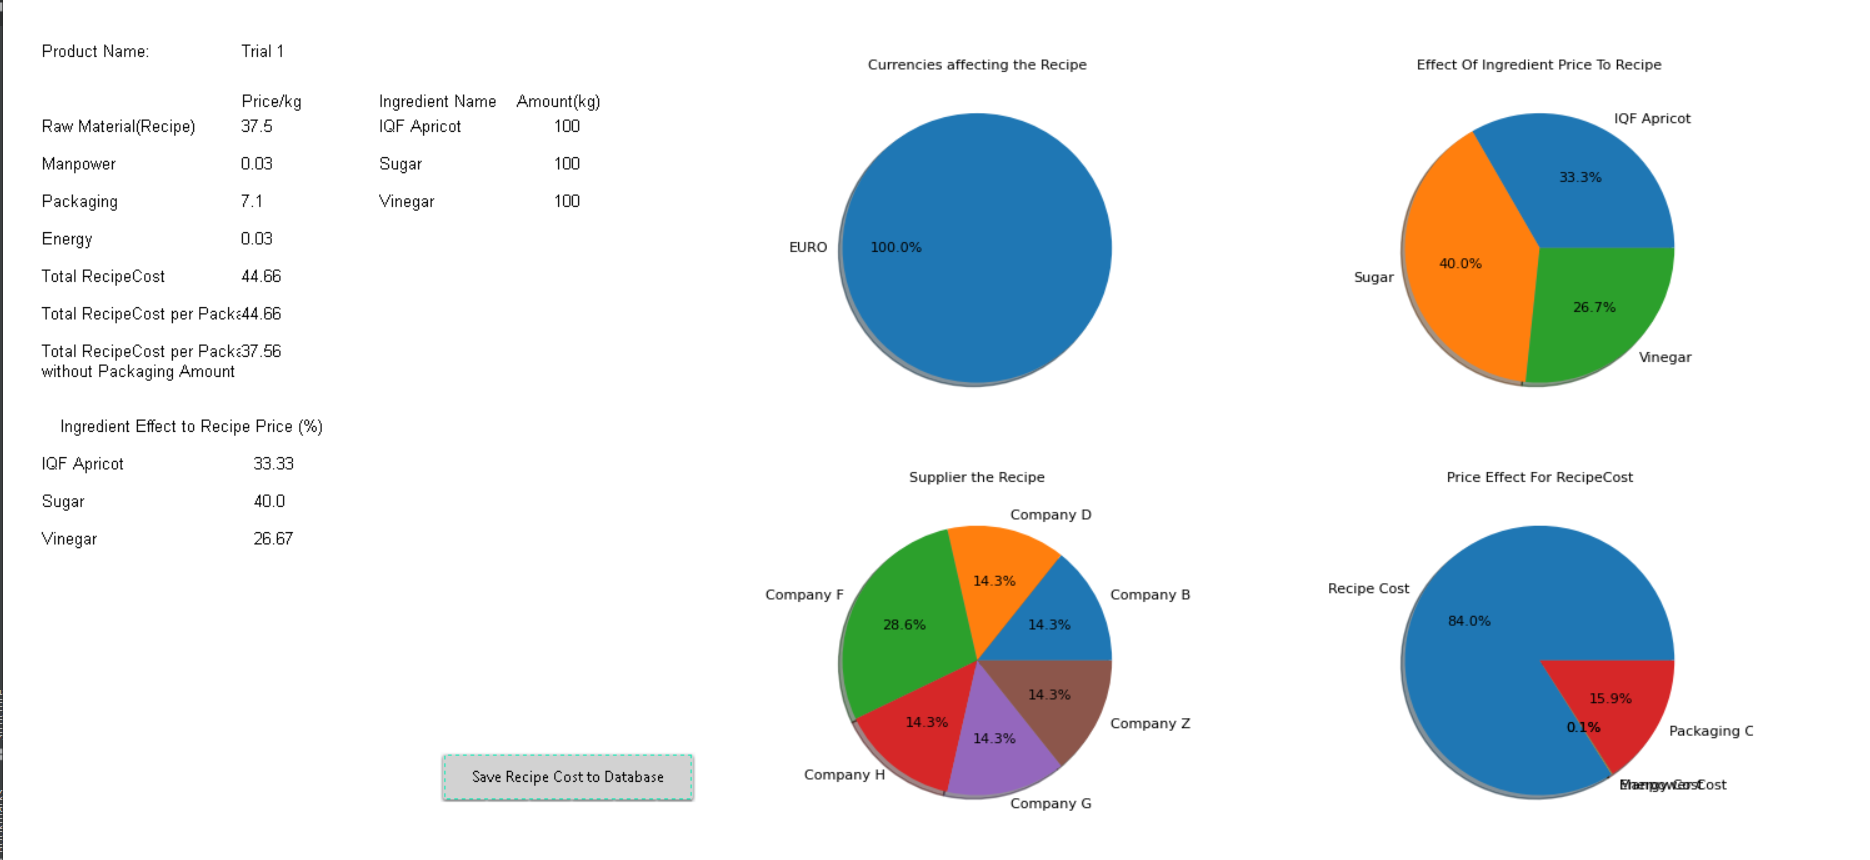 Product Name: Trial 1
Price/kg Ingredient Name Amount(kg)
Raw Material(Recipe) 37.5 IQF Apricot 100
Manpower 0.03 Sugar 100
Packaging 7.1 Vinegar 100
Energy 0.03
Total RecipeCost 44.66
Total RecipeCost per Packa 44.66
Total RecipeCost per Packa 37.56
without Packaging Amount
Ingredient Effect to Recipe Price (%)
IQF Apricot 33.33
Sugar 40.0
Vinegar 26.67
Save Recipe Cost to Database
Currencies affecting the Recipe
EURO
100.0%
Effect Of Ingredient Price To Recipe
IQF Apricot
33.3%
Sugar
40.0%
26.7%
Vinegar
Supplier the Recipe
Company D
14.3%
Company F
Company B
28.6%
14.3%
14.3%
14.3%
14.3%
Company Z
Company H
Company G
Price Effect For RecipeCost
Recipe Cost
84.0%
15.9%
0.1%
Packaging C